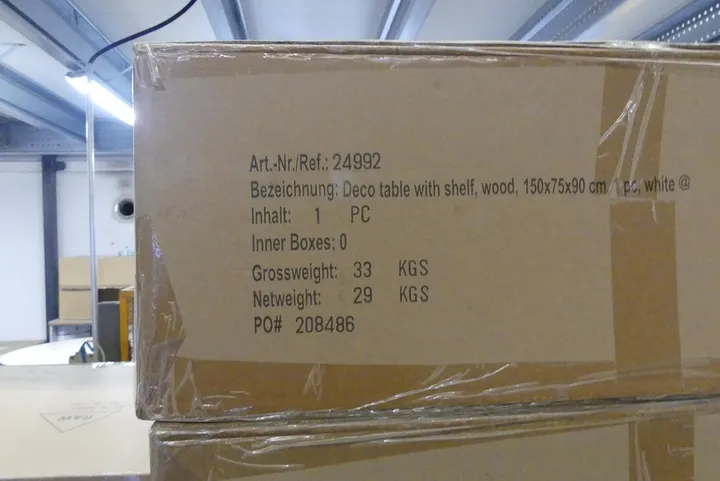 Art.-Nr./Ref.: 24992
Bezeichnung: Deco table with shelf, wood, 150x75x90 cm, 1 pc, white @
Inhalt: 1 PC
Inner Boxes: 0
Grossweight: 33 KGS
Netweight: 29 KGS
PO# 208486